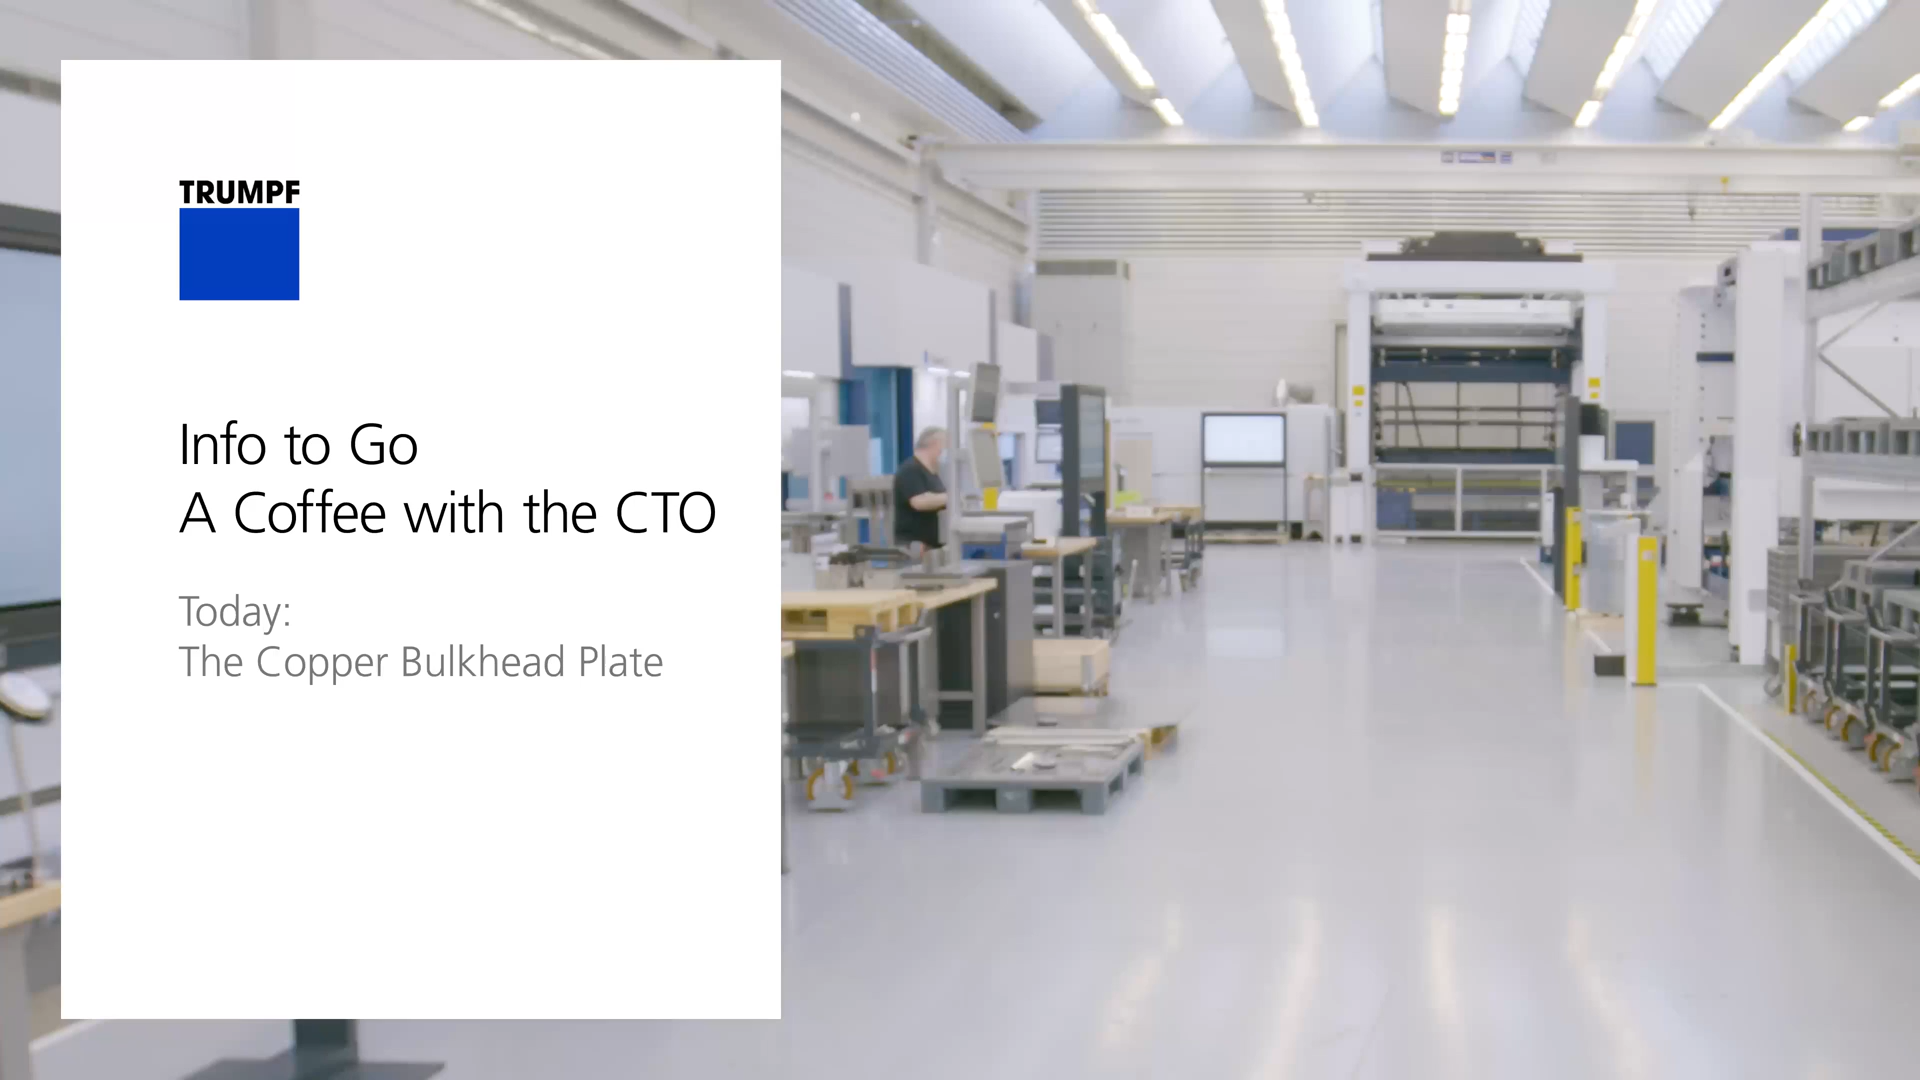 TRUMPF
Info to Go
A Coffee with the CTO
Today:
The Copper Bulkhead Plate